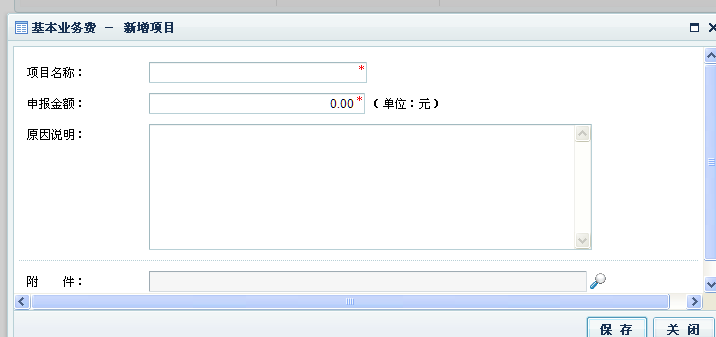 基本业务费 － 新增项目
项目名称： *
申报金额： 0.00 * （单位：元）
原因说明：
附 件：
保 存 关 闭